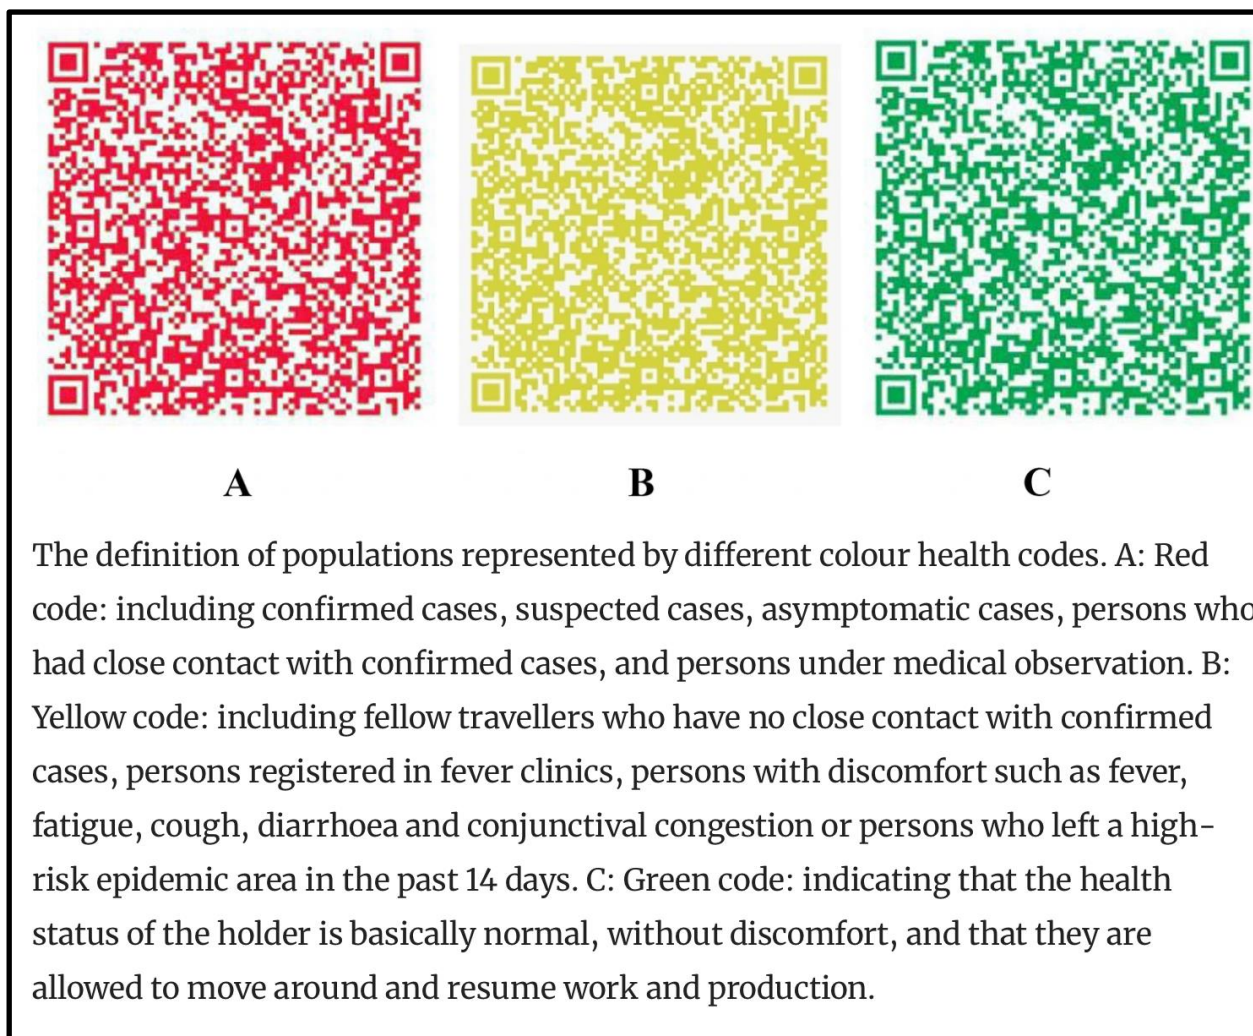 A B C
The definition of populations represented by different colour health codes. A: Red
code: including confirmed cases, suspected cases, asymptomatic cases, persons who
had close contact with confirmed cases, and persons under medical observation. B:
Yellow code: including fellow travellers who have no close contact with confirmed
cases, persons registered in fever clinics, persons with discomfort such as fever,
fatigue, cough, diarrhoea and conjunctival congestion or persons who left a high-
risk epidemic area in the past 14 days. C: Green code: indicating that the health
status of the holder is basically normal, without discomfort, and that they are
allowed to move around and resume work and production.